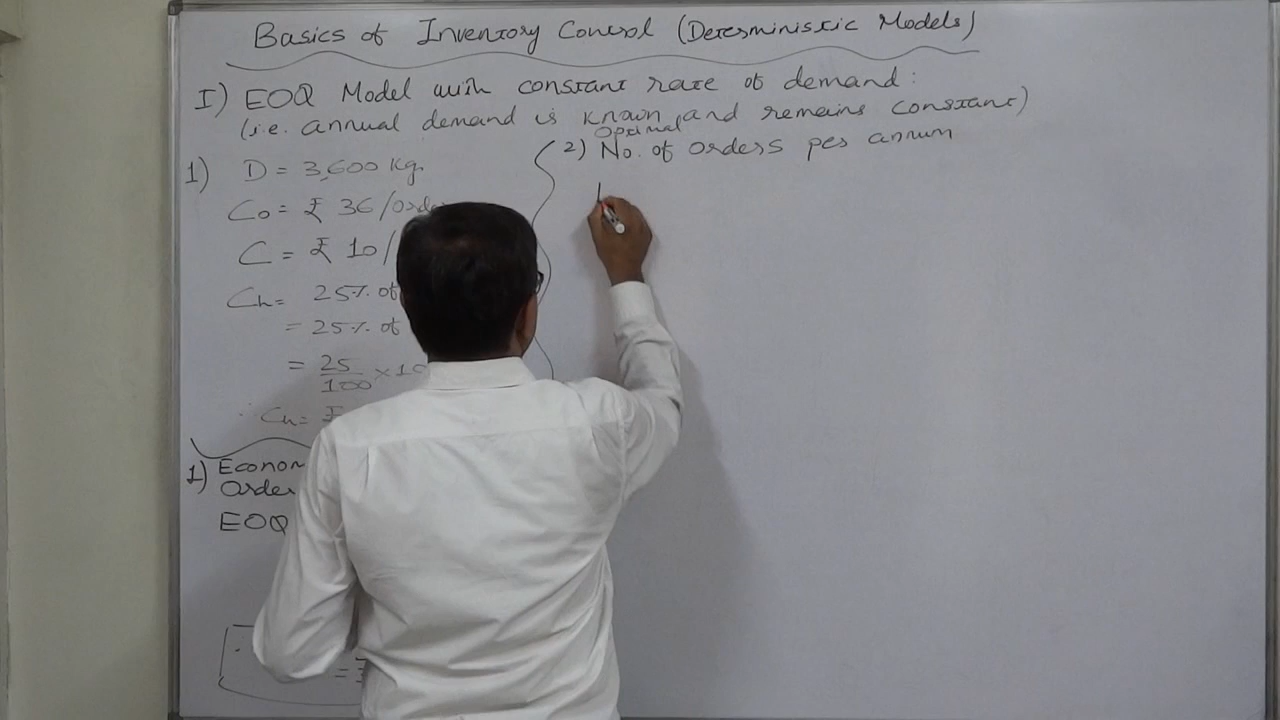 Basics of Inventory Control (Deterministic Models)
I) EOQ Model with constant rate of demand:
(i.e. annual demand is known and remains constant)
1) D = 3,600 kg.
Co = ₹ 36/orde
C = ₹ 10/
Ch = 25% of
= 25% of
= 25/100 × 10
∴ Ch = ₹
1) Econom
Order
EOQ
=
2) Optimal No. of orders per annum